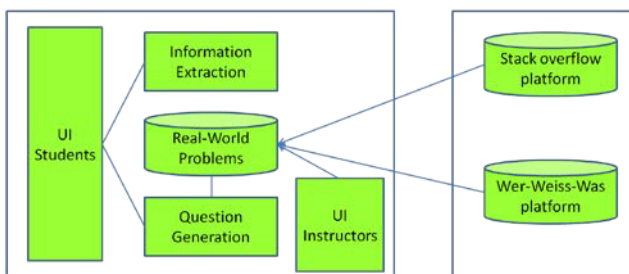 UI
Students
Information
Extraction
Real-World
Problems
Question
Generation
UI
Instructors
Stack overflow
platform
Wer-Weiss-Was
platform